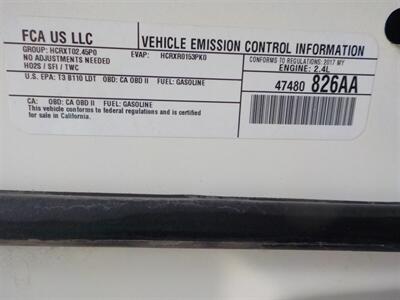 FCA US LLC
VEHICLE EMISSION CONTROL INFORMATION
GROUP: HCRXT02.45P0 EVAP: HCRXR0153PK0
NO ADJUSTMENTS NEEDED
HO2S / SFI / TWC
CONFORMS TO REGULATIONS: 2017 MY
ENGINE: 2.4L
U.S. EPA: T3 B110 LDT OBD: CA OBD II FUEL: GASOLINE
47480 826AA
CA: OBD: CA OBD II FUEL: GASOLINE
This vehicle conforms to federal regulations and is certified
for sale in California.